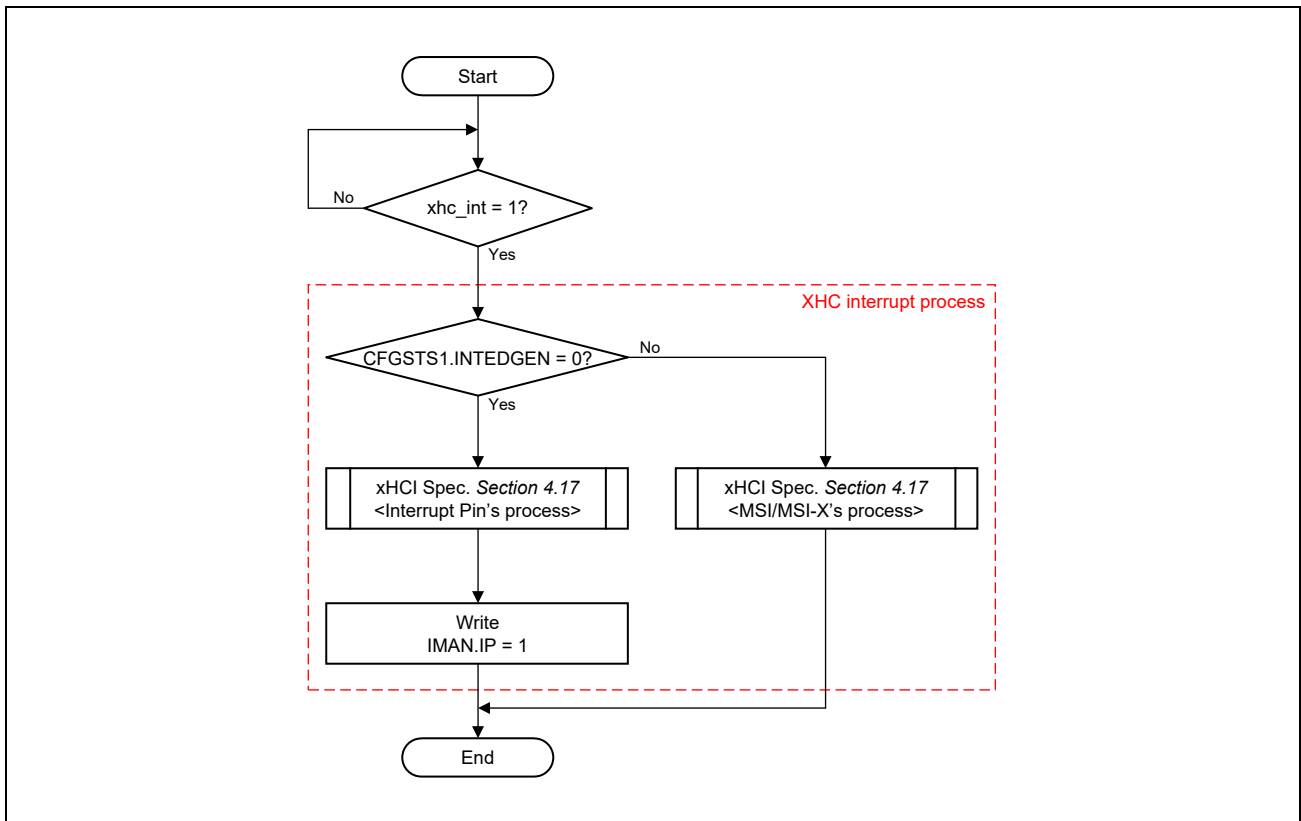 Start
No
xhc_int = 1?
Yes
XHC interrupt process
CFGSTS1.INTEDGEN = 0?
No
Yes
xHCI Spec. Section 4.17
<Interrupt Pin's process>
xHCI Spec. Section 4.17
<MSI/MSI-X's process>
Write
IMAN.IP = 1
End